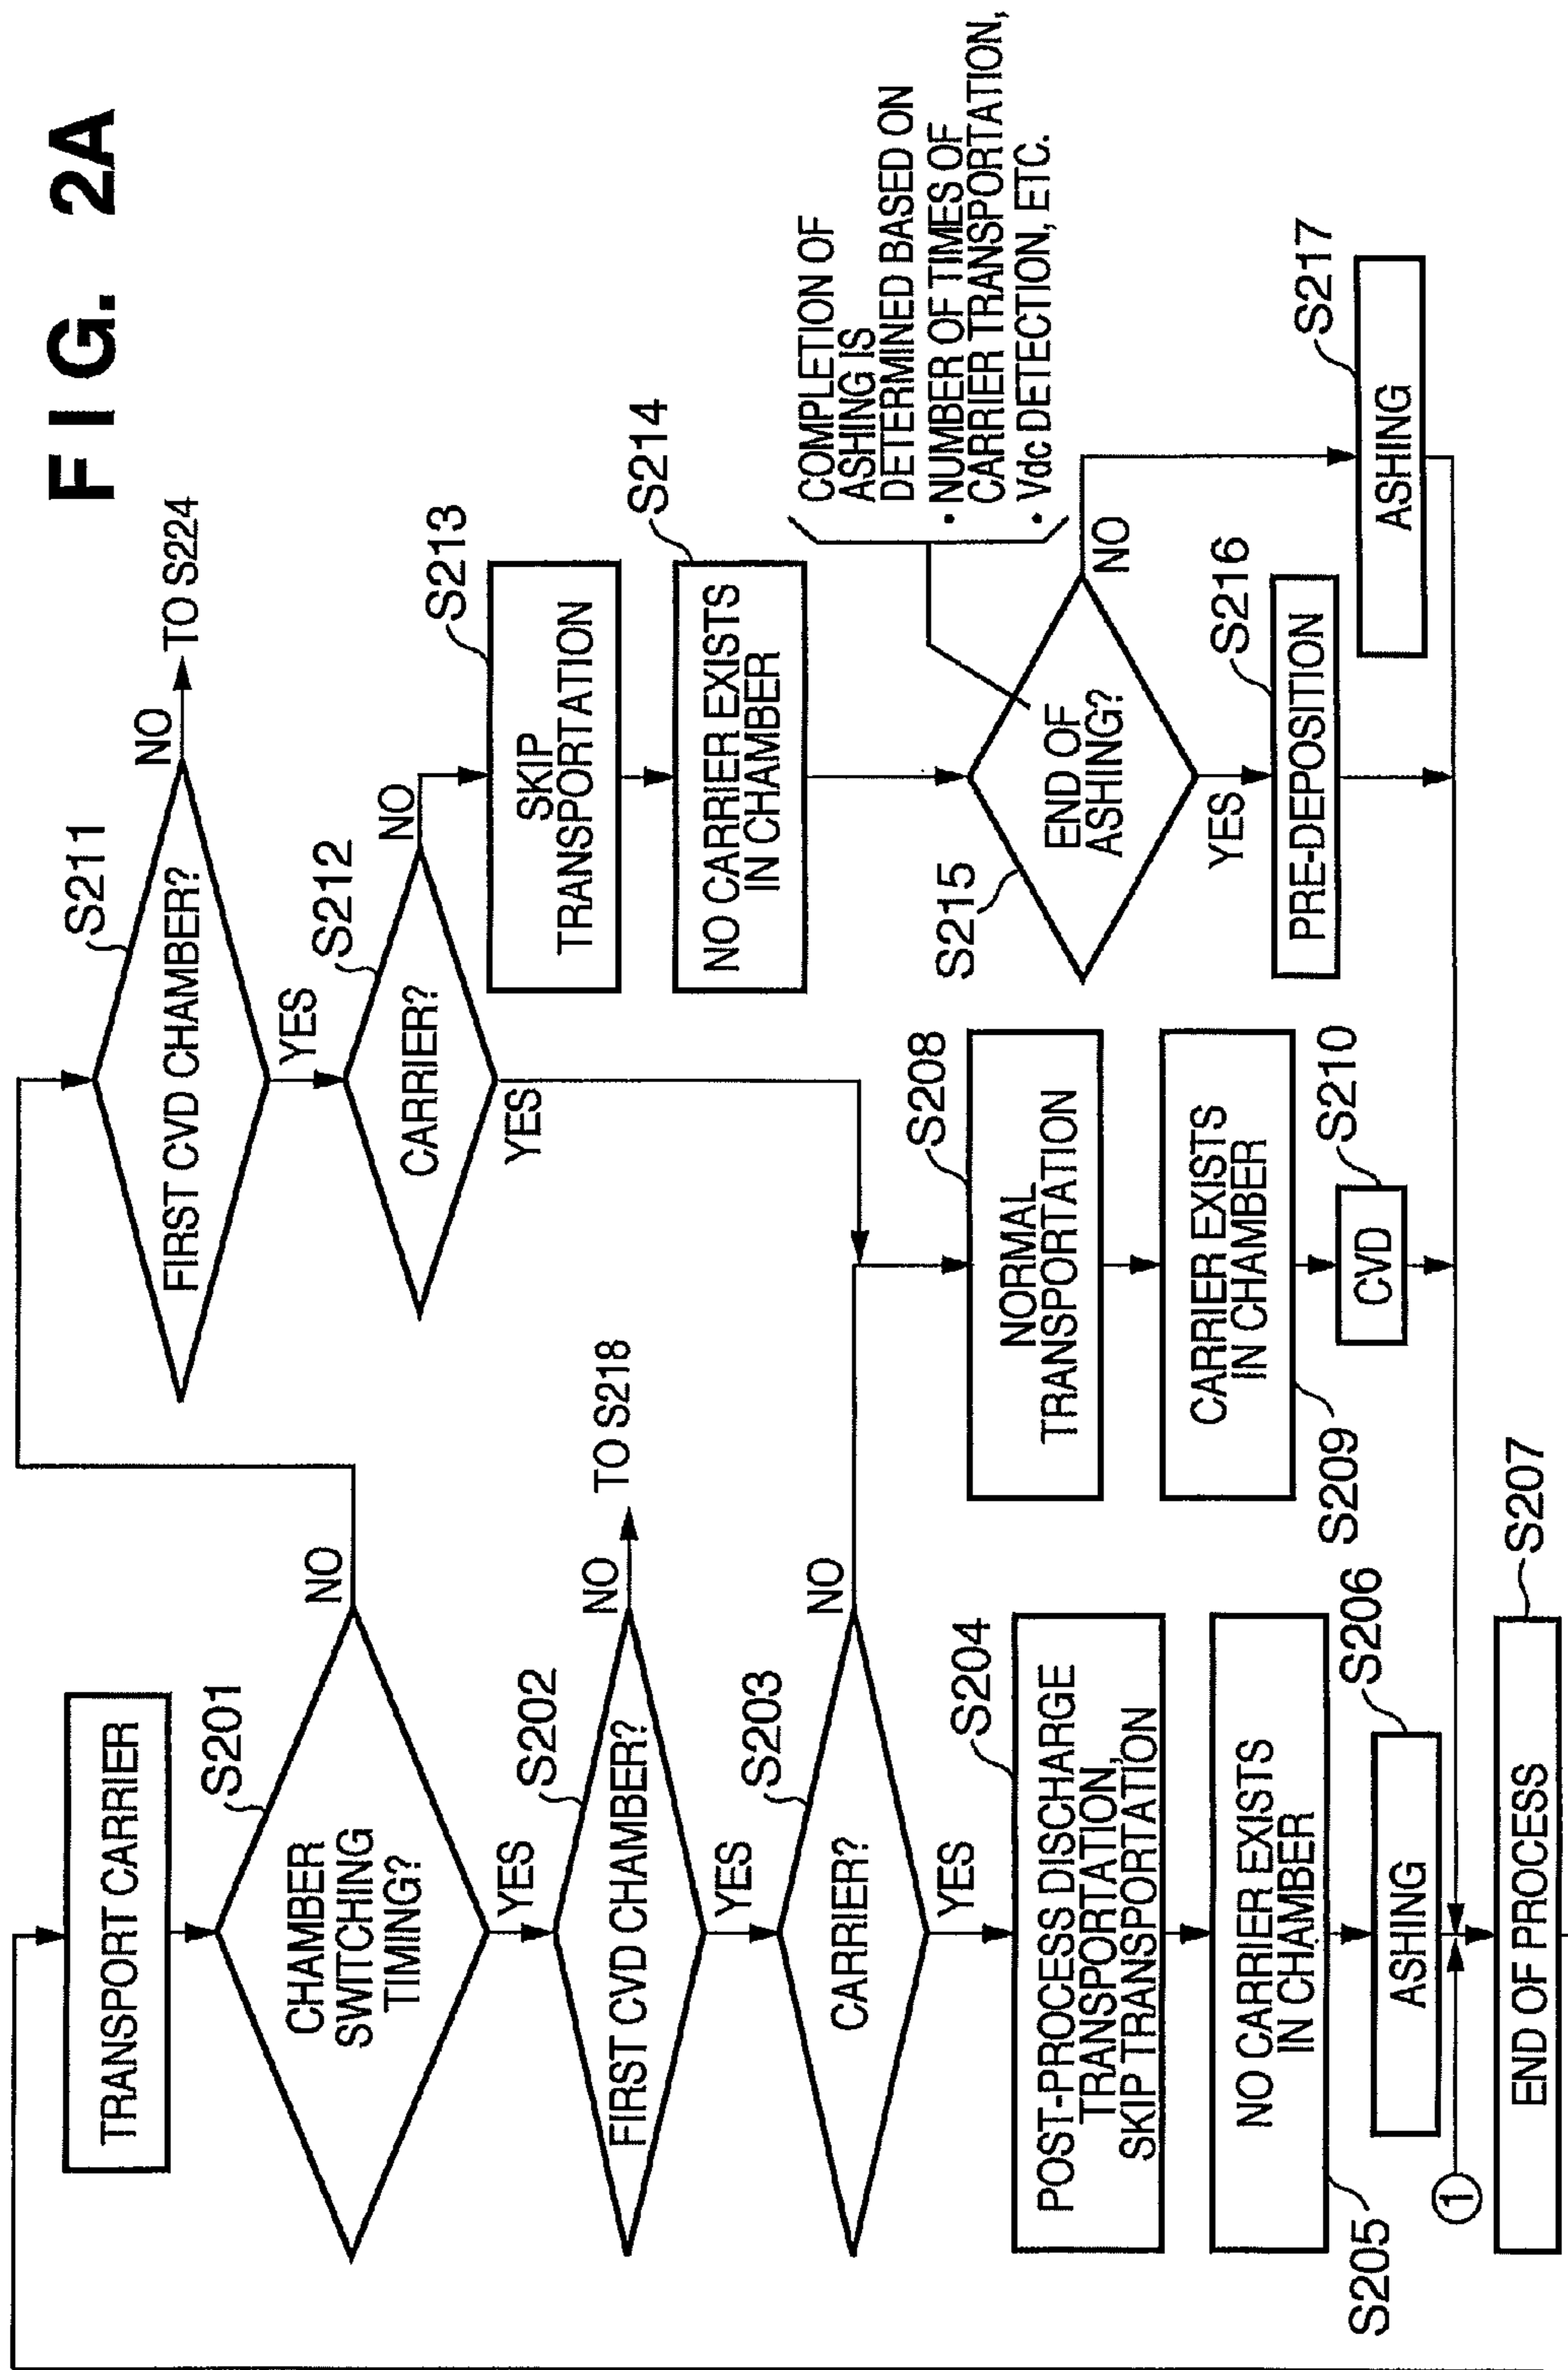 FIG. 2A
TRANSPORT CARRIER
S201
CHAMBER
SWITCHING
TIMING?
NO
YES
S202
FIRST CVD CHAMBER?
NO
TO S218
YES
S203
CARRIER?
NO
YES
S204
POST-PROCESS DISCHARGE
TRANSPORTATION,
SKIP TRANSPORTATION
NO CARRIER EXISTS
IN CHAMBER
S205
ASHING
S206
1
END OF PROCESS
S207
S208
NORMAL
TRANSPORTATION
CARRIER EXISTS
IN CHAMBER
S209
CVD
S210
S211
FIRST CVD CHAMBER?
NO
TO S224
YES
S212
CARRIER?
NO
YES
S213
SKIP
TRANSPORTATION
S214
NO CARRIER EXISTS
IN CHAMBER
S215
END OF
ASHING?
NO
YES
COMPLETION OF
ASHING IS
DETERMINED BASED ON
• NUMBER OF TIMES OF
CARRIER TRANSPORTATION,
• Vdc DETECTION, ETC.
S216
PRE-DEPOSITION
S217
ASHING